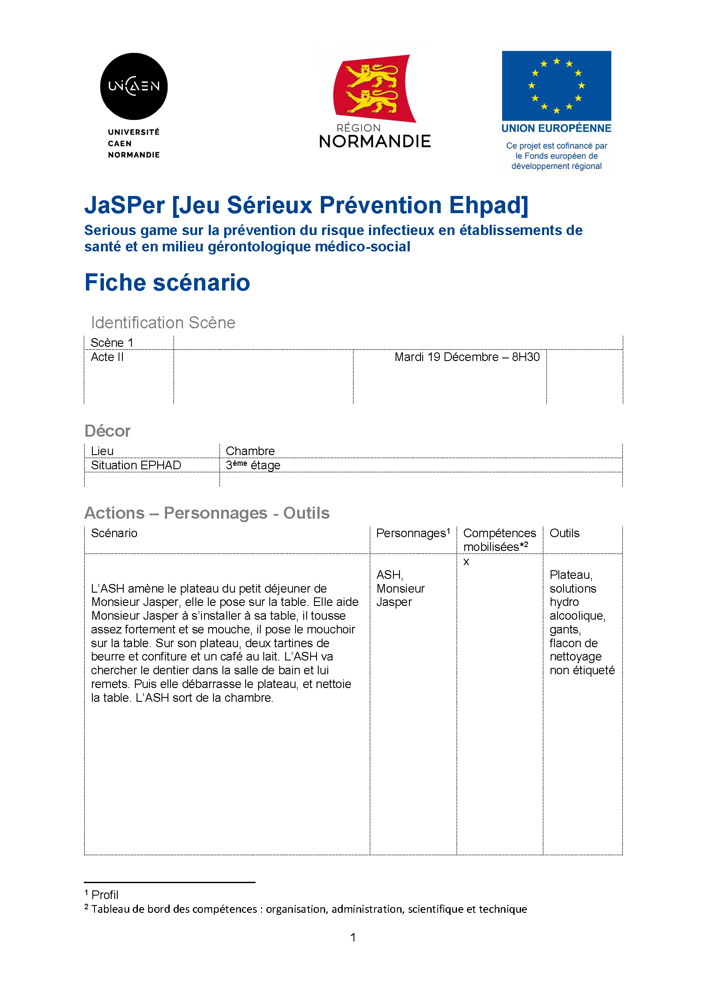 UNICAEN
UNIVERSITÉ
CAEN
NORMANDIE
RÉGION
NORMANDIE
UNION EUROPÉENNE
Ce projet est cofinancé par
le Fonds européen de
développement régional
JaSPer [Jeu Sérieux Prévention Ehpad]
Serious game sur la prévention du risque infectieux en établissements de
santé et en milieu gérontologique médico-social
Fiche scénario
Identification Scène
Scène 1
Acte II Mardi 19 Décembre – 8H30
Décor
Lieu Chambre
Situation EPHAD 3ème étage
Actions – Personnages - Outils
Scénario Personnages¹ Compétences mobilisées*² Outils
L’ASH amène le plateau du petit déjeuner de
Monsieur Jasper, elle le pose sur la table. Elle aide
Monsieur Jasper à s’installer à sa table, il tousse
assez fortement et se mouche, il pose le mouchoir
sur la table. Sur son plateau, deux tartines de
beurre et confiture et un café au lait. L’ASH va
chercher le dentier dans la salle de bain et lui
remets. Puis elle débarrasse le plateau, et nettoie
la table. L’ASH sort de la chambre.
ASH,
Monsieur
Jasper
x
Plateau,
solutions
hydro
alcoolique,
gants,
flacon de
nettoyage
non étiqueté
¹ Profil
² Tableau de bord des compétences : organisation, administration, scientifique et technique
1